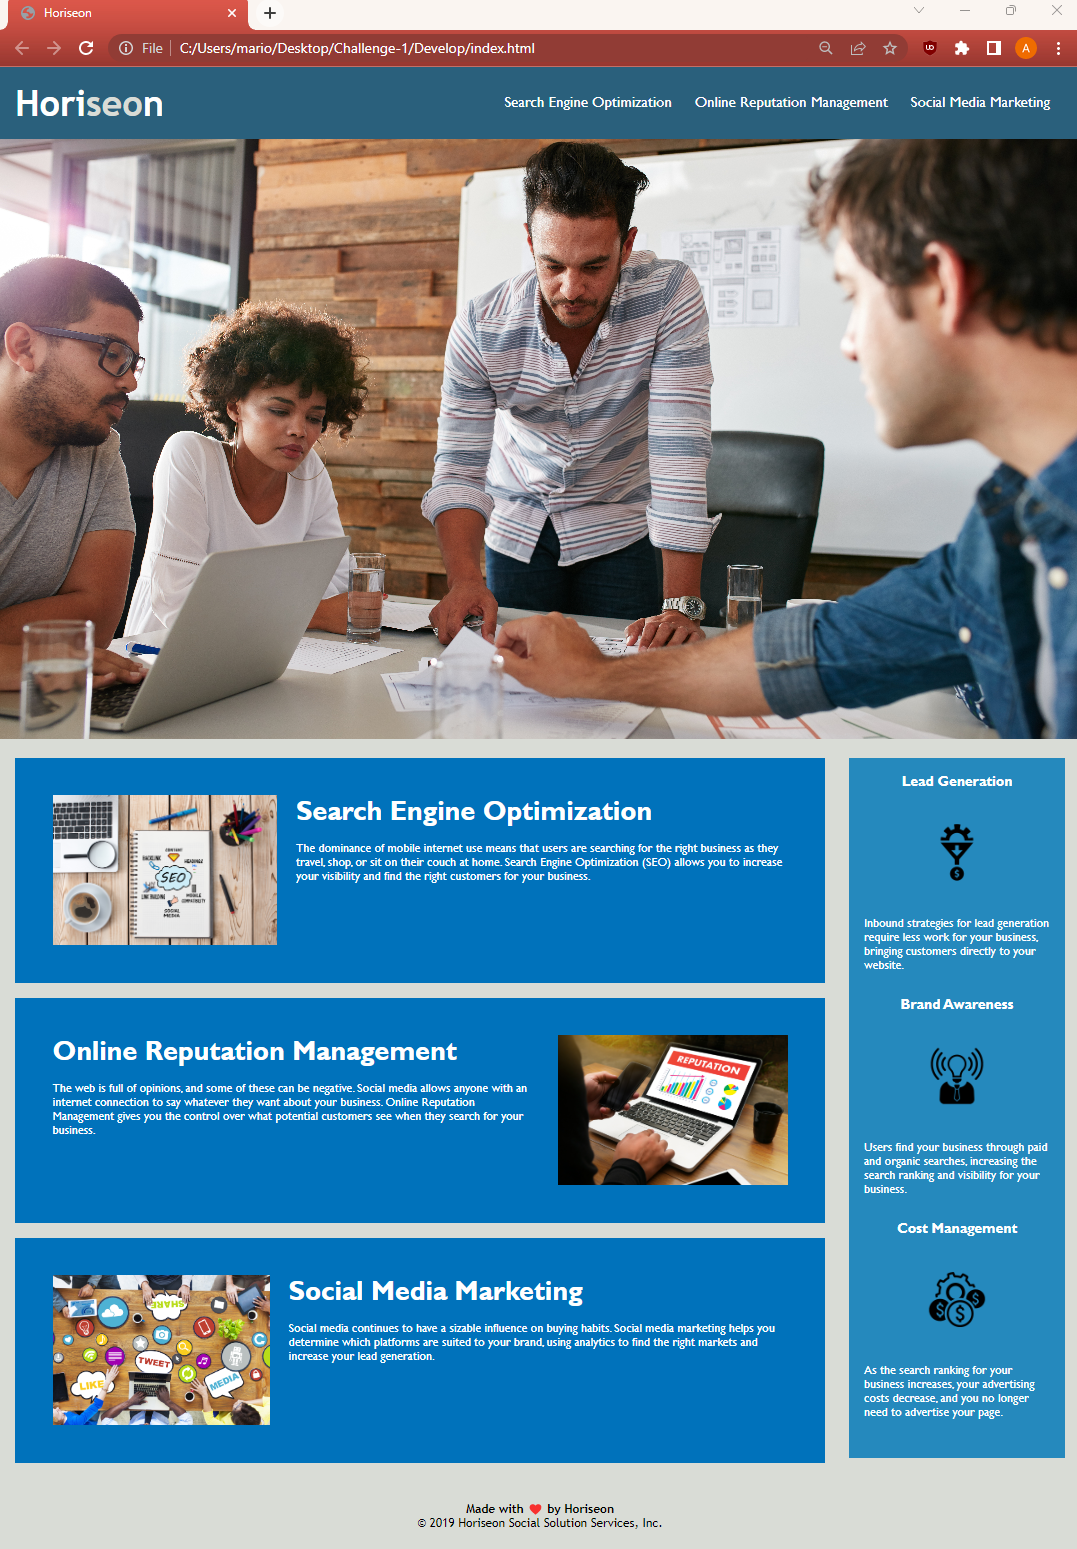 Horiseon
File
C:/Users/mario/Desktop/Challenge-1/Develop/index.html
A
Horiseon
Search Engine Optimization
Online Reputation Management
Social Media Marketing
SEO
SOCIAL
MEDIA
Search Engine Optimization
The dominance of mobile internet use means that users are searching for the right business as they
travel, shop, or sit on their couch at home. Search Engine Optimization (SEO) allows you to increase
your visibility and find the right customers for your business.
Online Reputation Management
The web is full of opinions, and some of these can be negative. Social media allows anyone with an
internet connection to say whatever they want about your business. Online Reputation
Management gives you the control over what potential customers see when they search for your
business.
REPUTATION
SHARE
TWEET
LIKE
MEDIA
Social Media Marketing
Social media continues to have a sizable influence on buying habits. Social media marketing helps you
determine which platforms are suited to your brand, using analytics to find the right markets and
increase your lead generation.
Lead Generation
Inbound strategies for lead generation
require less work for your business,
bringing customers directly to your
website.
Brand Awareness
Users find your business through paid
and organic searches, increasing the
search ranking and visibility for your
business.
Cost Management
As the search ranking for your
business increases, your advertising
costs decrease, and you no longer
need to advertise your page.
Made with ❤️ by Horiseon
© 2019 Horiseon Social Solution Services, Inc.